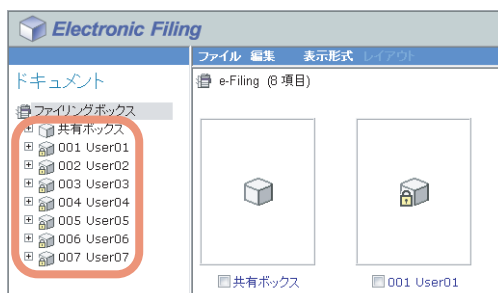 Electronic Filing
ファイル 編集 表示形式 レイアウト
ドキュメント
e-Filing (8 項目)
ファイリングボックス
共有ボックス
001 User01
002 User02
003 User03
004 User04
005 User05
006 User06
007 User07
共有ボックス
001 User01